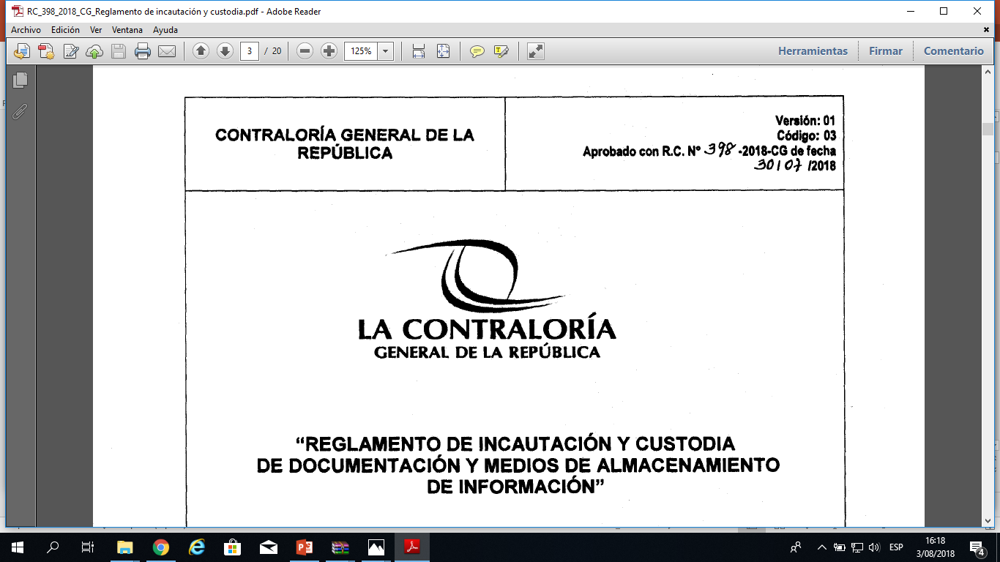 RC_398_2018_CG_Reglamento de incautación y custodia.pdf - Adobe Reader
Archivo Edición Ver Ventana Ayuda
3 / 20 125% Herramientas Firmar Comentario
CONTRALORÍA GENERAL DE LA
REPÚBLICA
Versión: 01
Código: 03
Aprobado con R.C. Nº 398 -2018-CG de fecha
30/07 /2018
LA CONTRALORÍA
GENERAL DE LA REPÚBLICA
“REGLAMENTO DE INCAUTACIÓN Y CUSTODIA
DE DOCUMENTACIÓN Y MEDIOS DE ALMACENAMIENTO
DE INFORMACIÓN”
ESP
16:18
3/08/2018
4